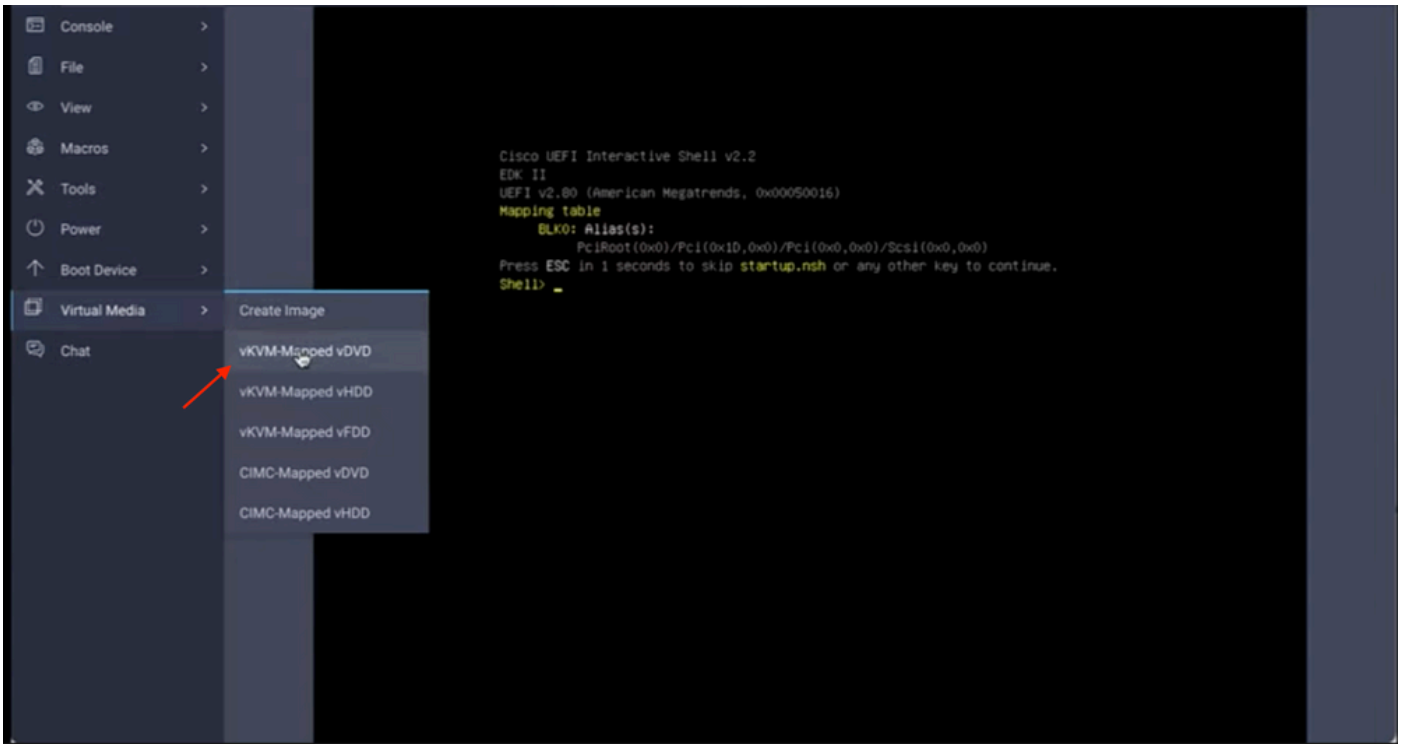 Console
File
View
Macros
Tools
Power
Boot Device
Virtual Media
Chat
Create Image
vKVM-Mapped vDVD
vKVM-Mapped vHDD
vKVM-Mapped vFDD
CIMC-Mapped vDVD
CIMC-Mapped vHDD
Cisco UEFI Interactive Shell v2.2
EDK II
UEFI v2.80 (American Megatrends, 0x00050016)
Mapping table
BLK0: Alias(s):
PciRoot(0x0)/Pci(0x1D,0x0)/Pci(0x0,0x0)/Scsi(0x0,0x0)
Press ESC in 1 seconds to skip startup.nsh or any other key to continue.
Shell> _